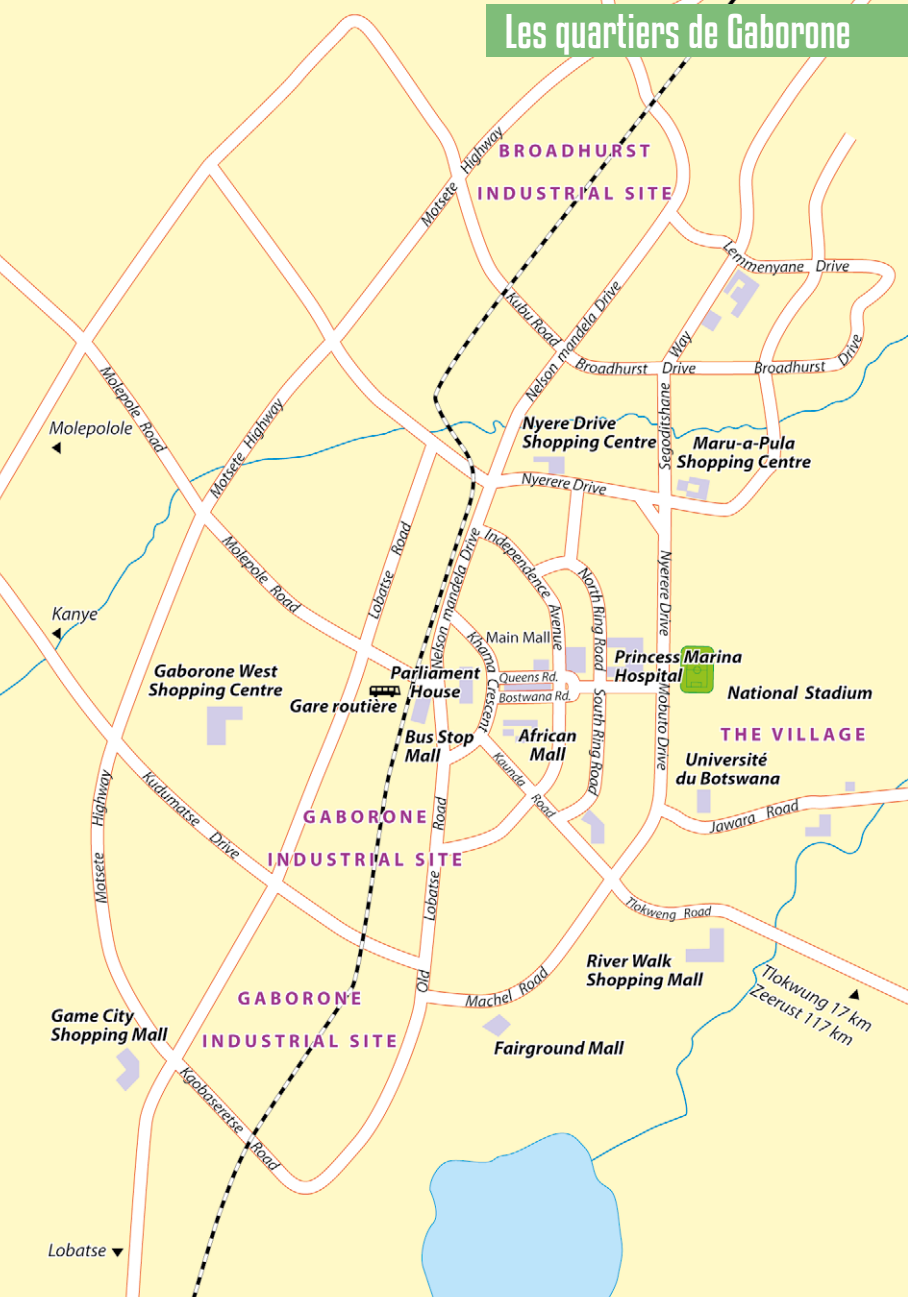 Les quartiers de Gaborone
BROADHURST
INDUSTRIAL SITE
Motsete Highway
Lemmenyane Drive
Kubu Road
Nelson mandela Drive
Segoditshane Way
Broadhurst Drive
Broadhurst Drive
Molepole Road
Molepolole
Motsete Highway
Nyere Drive
Shopping Centre
Maru-a-Pula
Shopping Centre
Nyerere Drive
Molepole Road
Lobatse Road
Nelson mandela Drive
Independence Avenue
North Ring Road
Nyerere Drive
Kanye
Main Mall
Khama Crescent
Gaborone West
Shopping Centre
Gare routière
Parliament
House
Queens Rd.
Bostwana Rd.
Princess Marina
Hospital
National Stadium
South Ring Road
Mobuto Drive
THE VILLAGE
Bus Stop
Mall
African
Mall
Kaunda Road
Université
du Botswana
Jawara Road
Motsete Highway
Kudumatse Drive
GABORONE
INDUSTRIAL SITE
Old Lobatse Road
Tlokweng Road
River Walk
Shopping Mall
Tlokwung 17 km
Zeerust 117 km
Machel Road
GABORONE
INDUSTRIAL SITE
Game City
Shopping Mall
Fairground Mall
Kgobaseretse Road
Lobatse